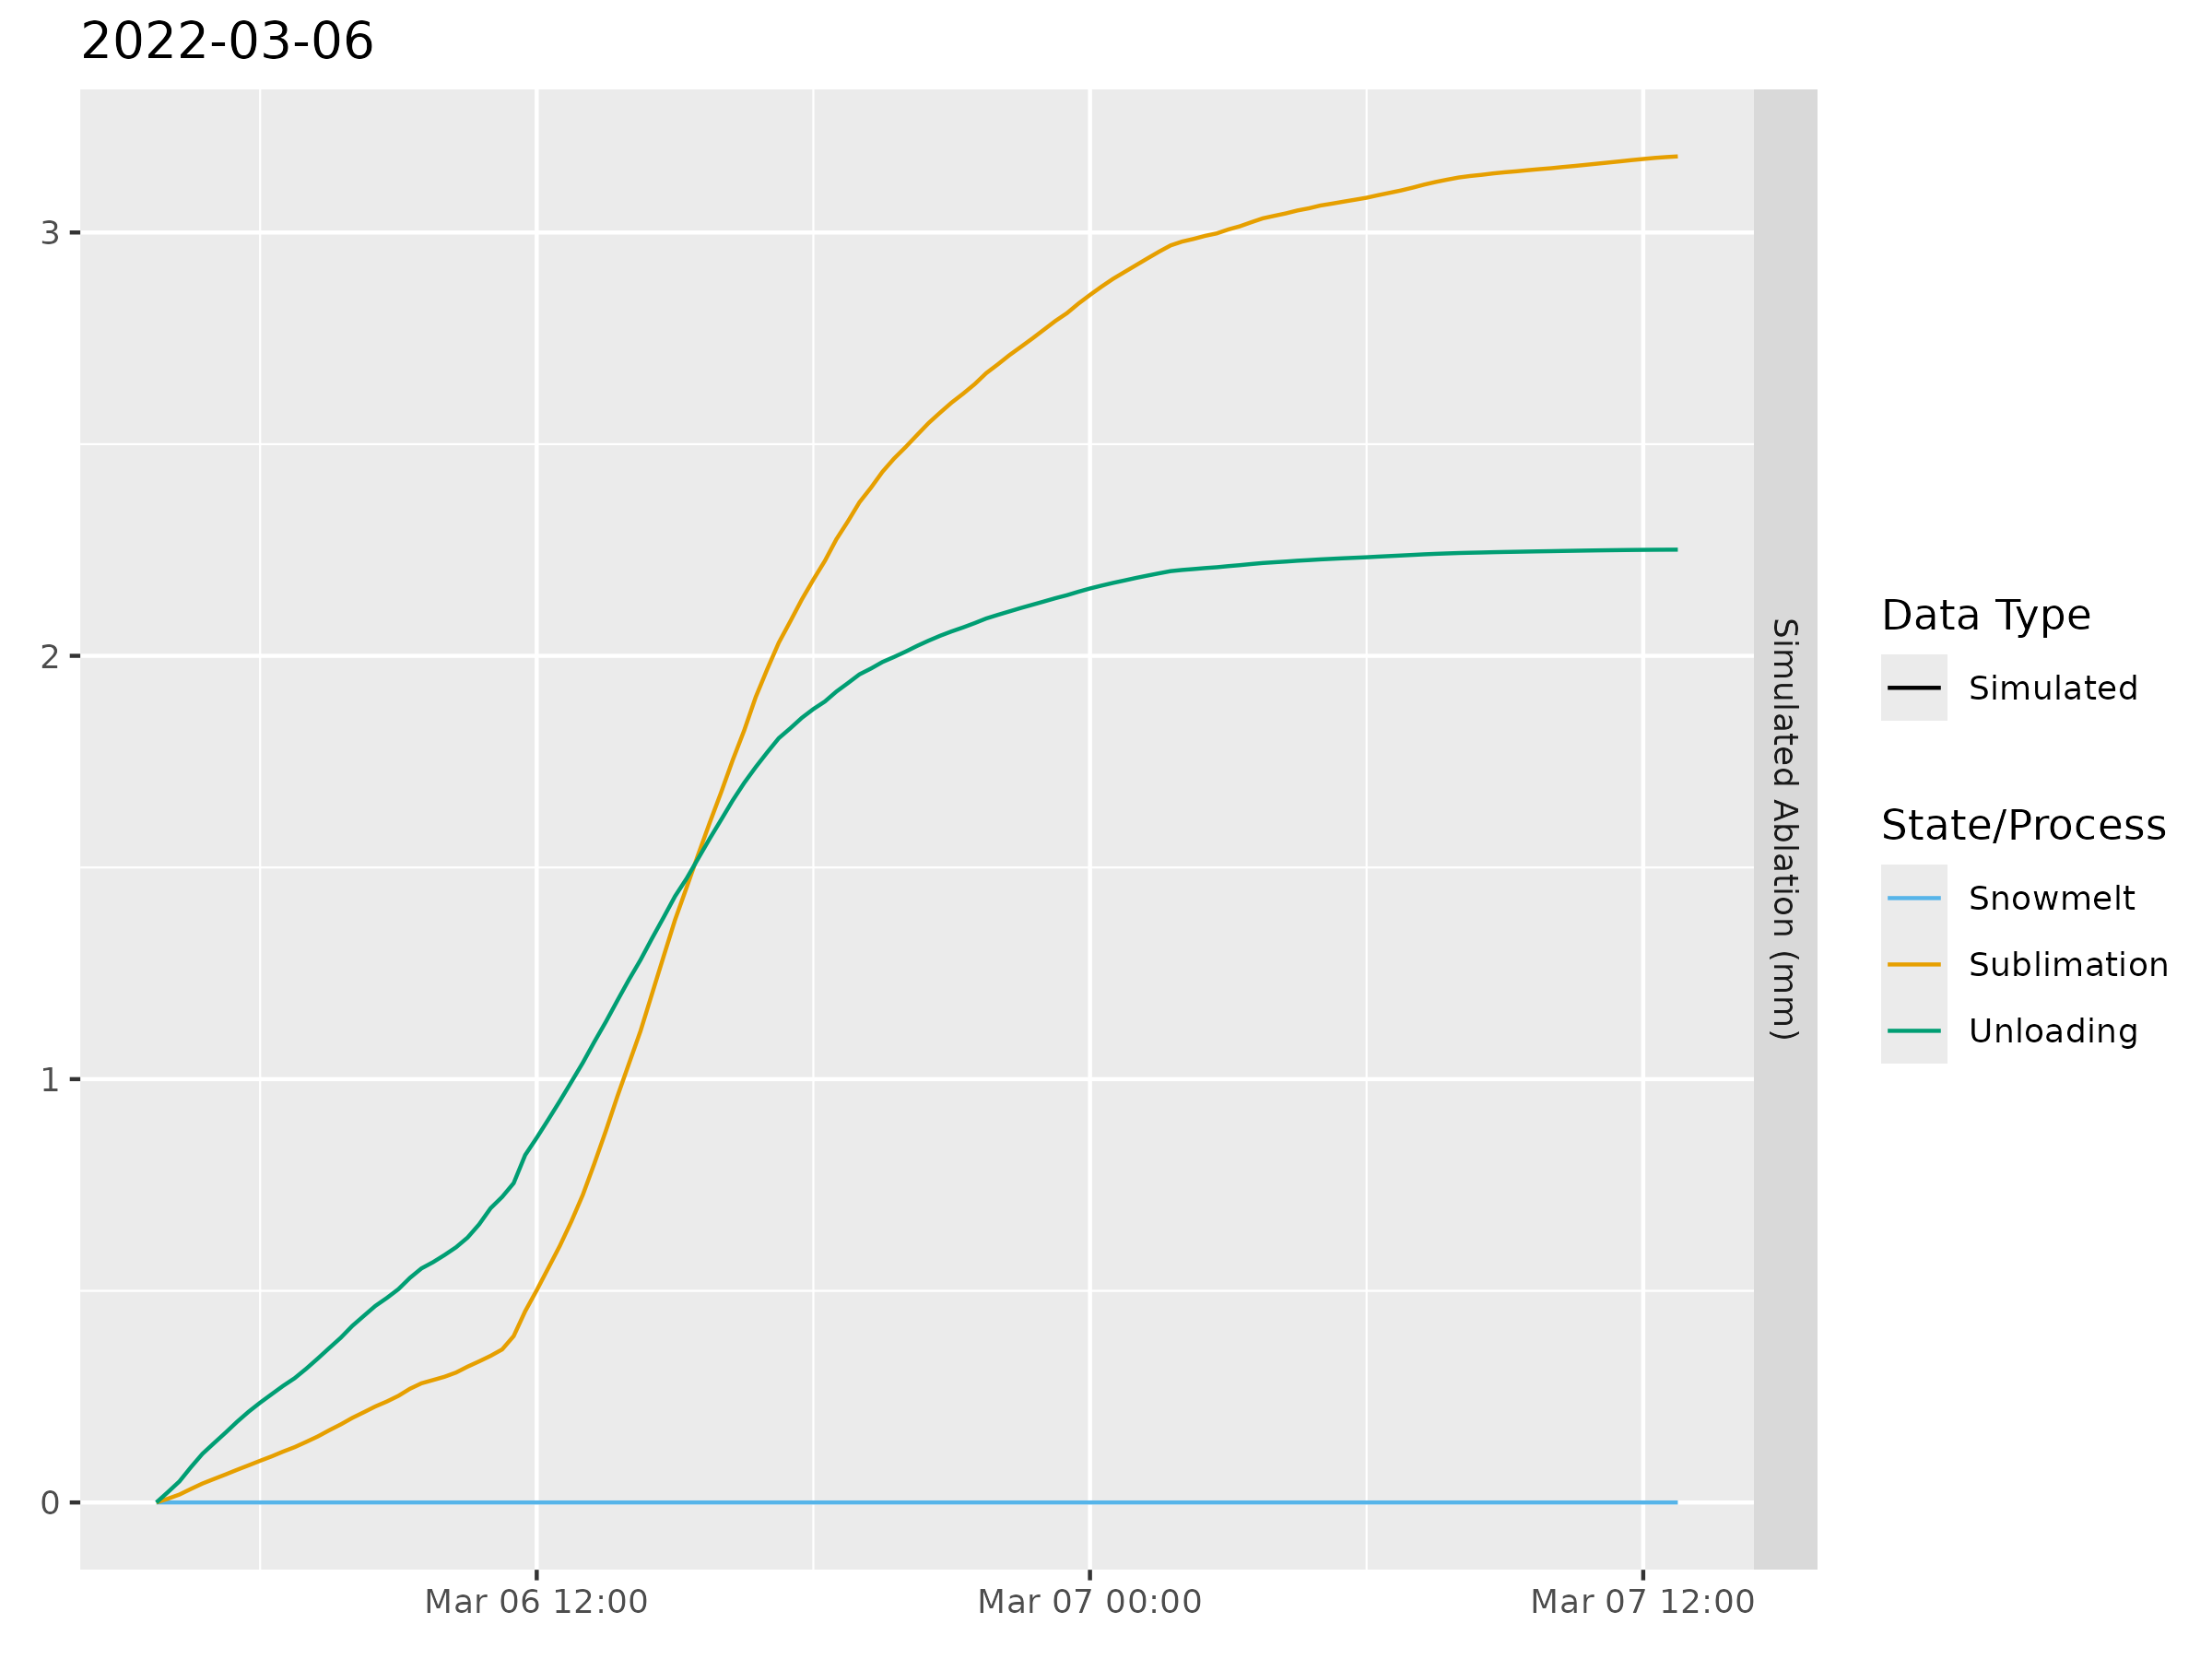 2022-03-06
3
2
1
0
Mar 06 12:00
Mar 07 00:00
Mar 07 12:00
Simulated Ablation (mm)
Data Type
Simulated
State/Process
Snowmelt
Sublimation
Unloading